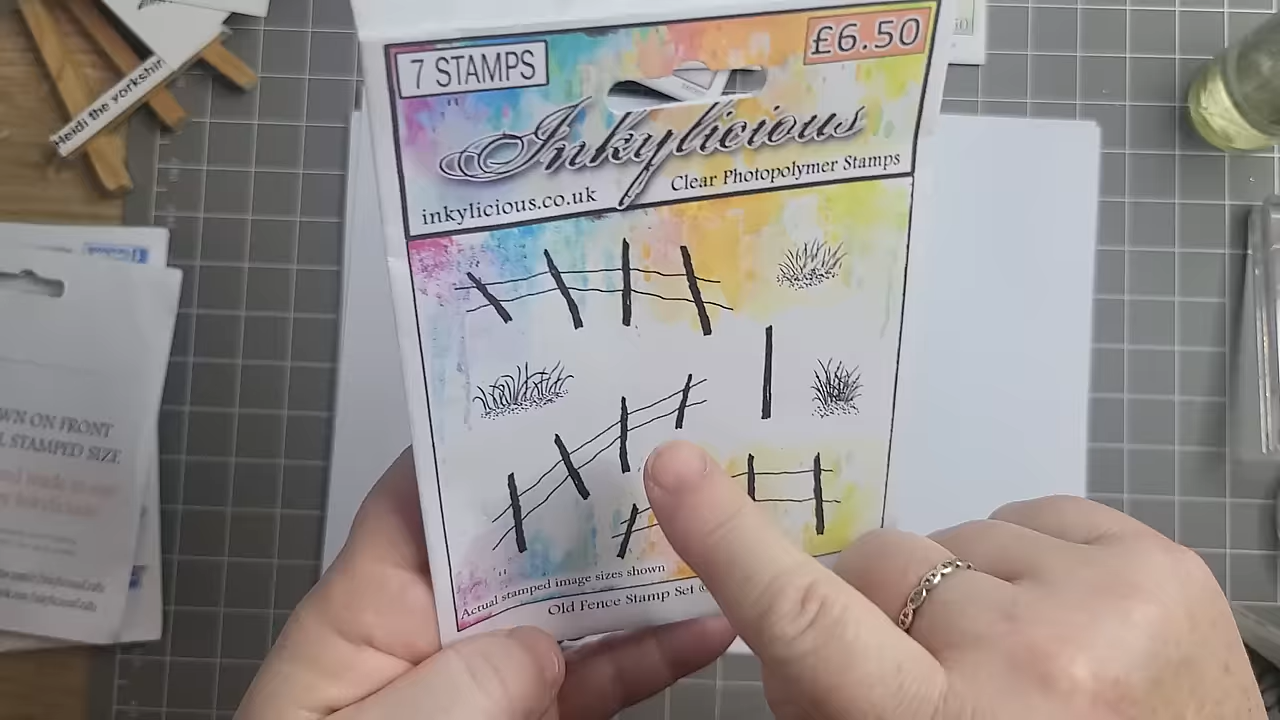 7 STAMPS
£6.50
Inkylicious
inkylicious.co.uk
Clear Photopolymer Stamps
Actual stamped image sizes shown
Old Fence Stamp Set ©
Heidi the yorkshir
WN ON FRONT
STAMPED SIZE